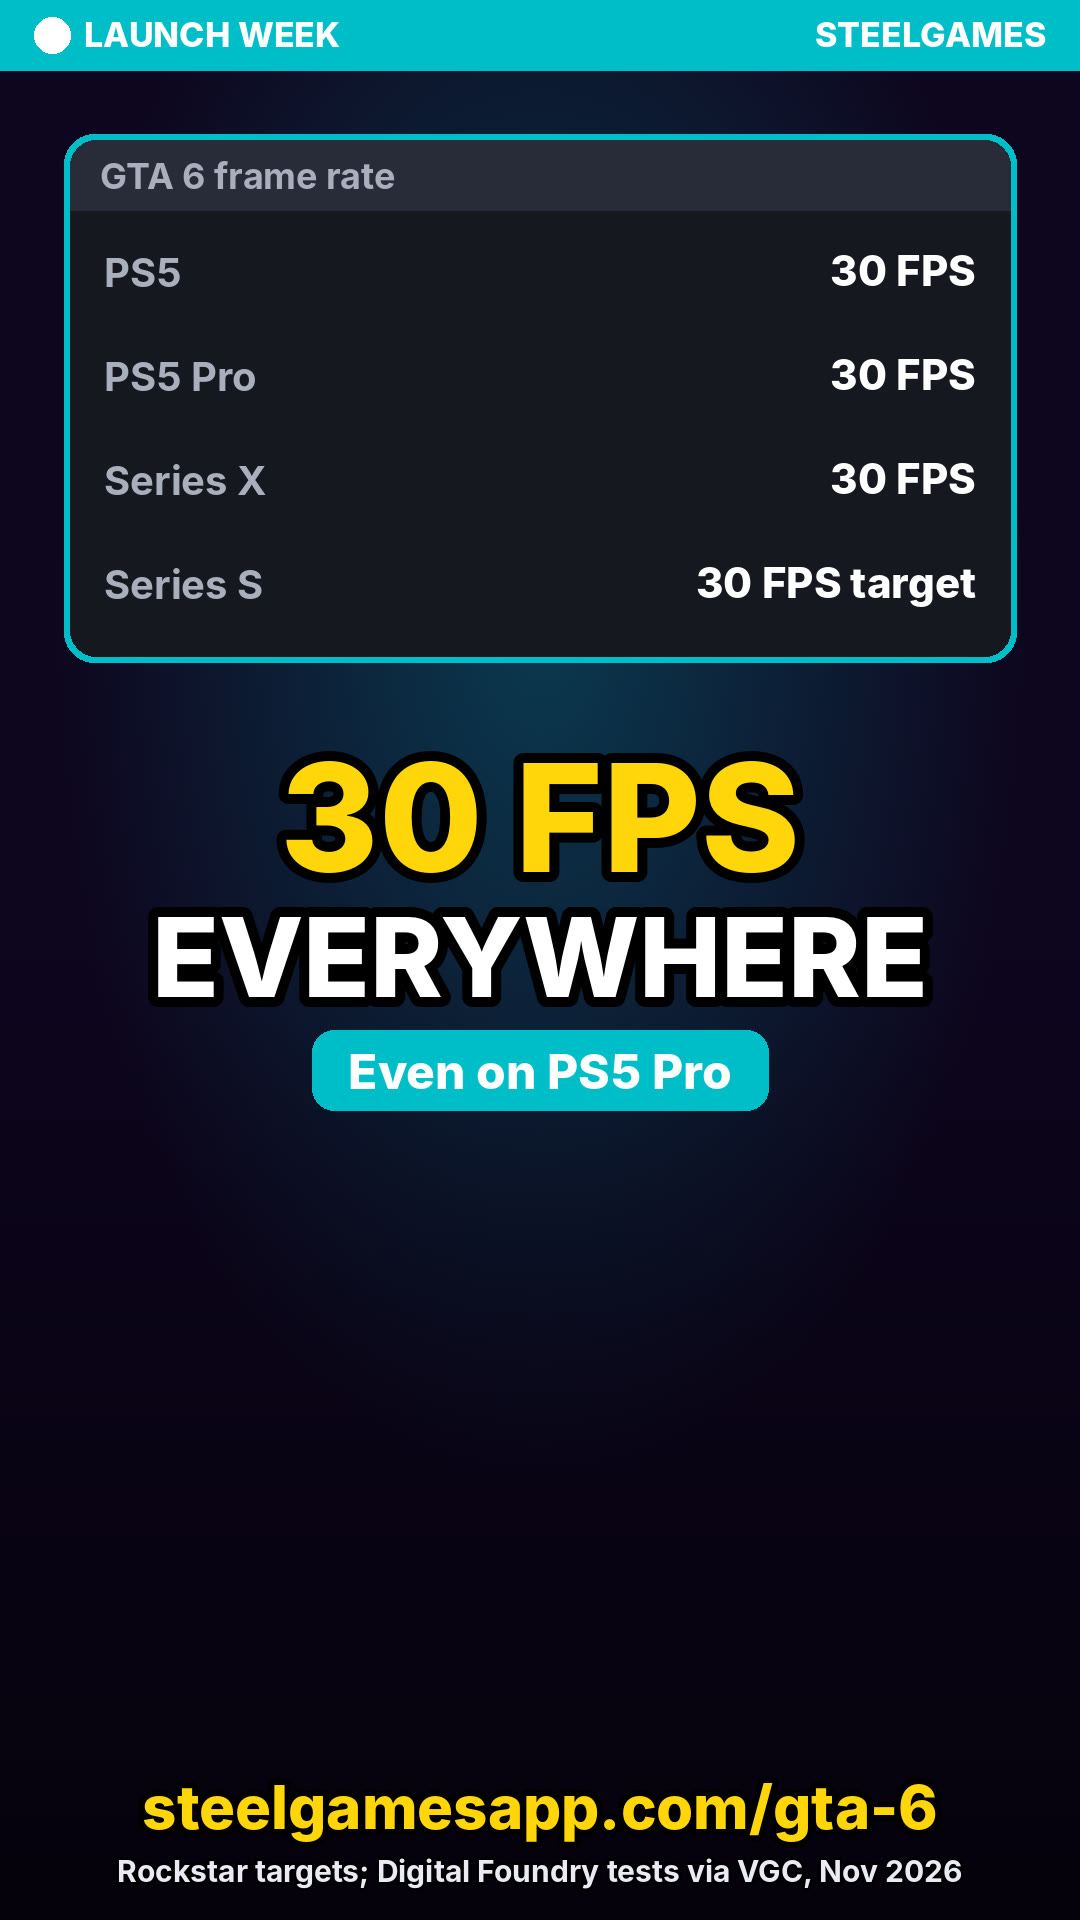 LAUNCH WEEK
STEELGAMES
GTA 6 frame rate
PS5 30 FPS
PS5 Pro 30 FPS
Series X 30 FPS
Series S 30 FPS target
30 FPS
EVERYWHERE
Even on PS5 Pro
steelgamesapp.com/gta-6
Rockstar targets; Digital Foundry tests via VGC, Nov 2026